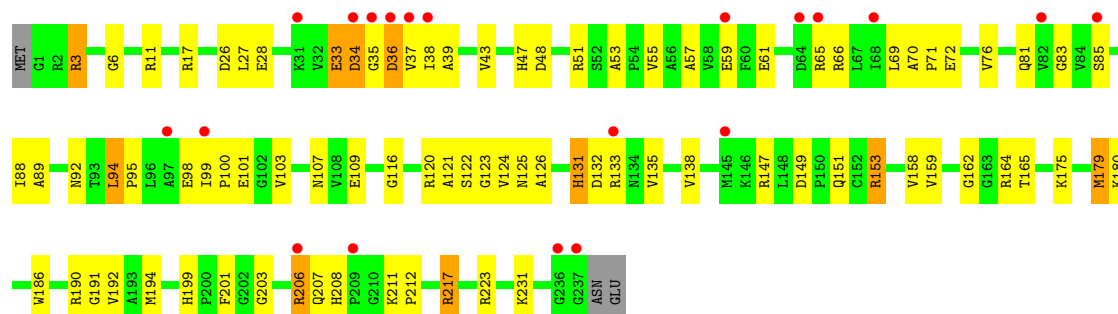 MET G1 R2 R3 G6 R11 R17 D26 L27 E28 K31 V32 E33 D34 G35 D36 V37 I38 A39 V43 H47 D48 R51 S52 A53 P54 V55 A56 A57 V58 E59 F60 E61 D64 R65 R66 L67 I68 L69 A70 P71 E72 V76 Q81 V82 G83 V84 S85
I88 A89 N92 T93 L94 P95 L96 A97 E98 I99 P100 E101 G102 V103 N107 V108 E109 G116 R120 A121 S122 G123 V124 N125 A126 H131 D132 R133 N134 V135 V138 M145 K146 R147 L148 D149 P150 Q151 C152 R153 V158 V159 G162 G163 R164 T165 K175 M179 K180
W186 R190 G191 V192 A193 M194 H199 P200 F201 G202 G203 R206 Q207 H208 P209 G210 K211 P212 R217 R223 K231 G236 G237 ASN GLU